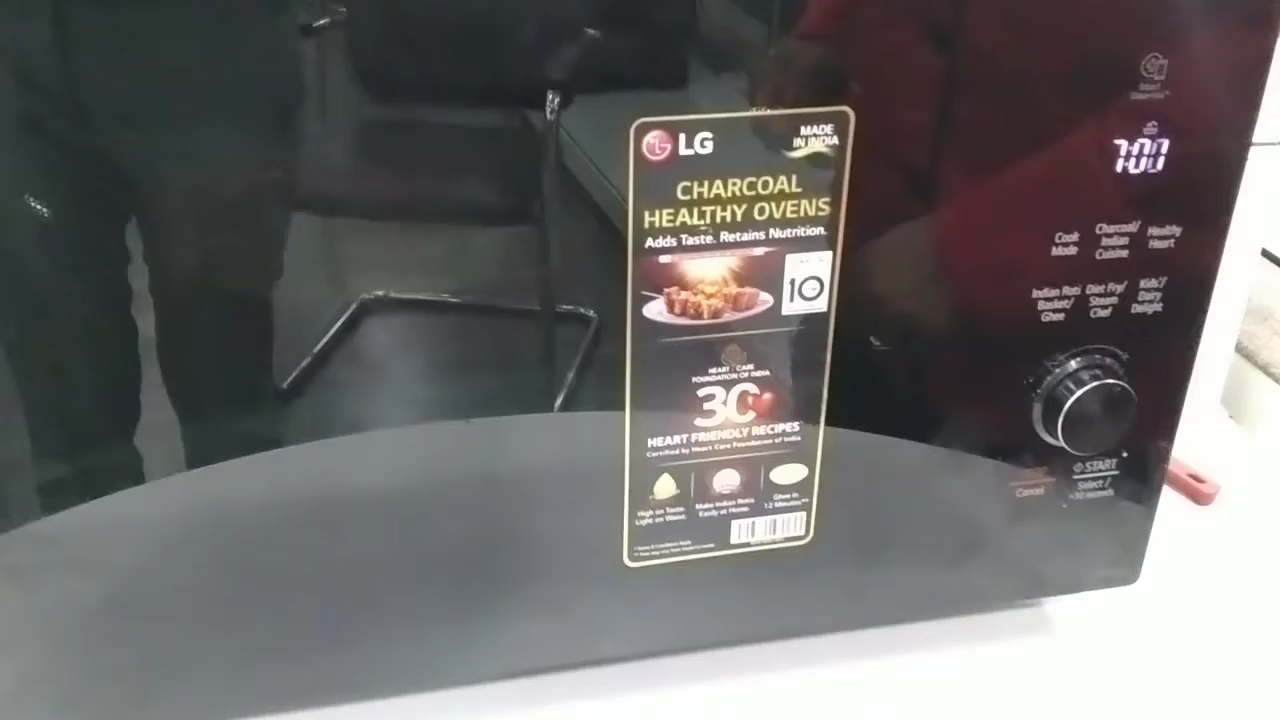 LG
MADE
IN INDIA
CHARCOAL
HEALTHY OVENS
Adds Taste. Retains Nutrition.
10
HEART CARE
FOUNDATION OF INDIA
30
HEART FRIENDLY RECIPES
Certified by Heart Care Foundation of India
High on Taste.
Light on Waist.
Make Indian Rotis
Easily at Home.
Ghee in
12 Minutes**
7:00
Cook
Mode
Charcoal/
Indian
Cuisine
Healthy
Heart
Indian Roti
Basket/
Ghee
Diet Fry/
Steam
Chef
Kids'/
Dairy
Delight
Cancel
START
Select /
+30 seconds